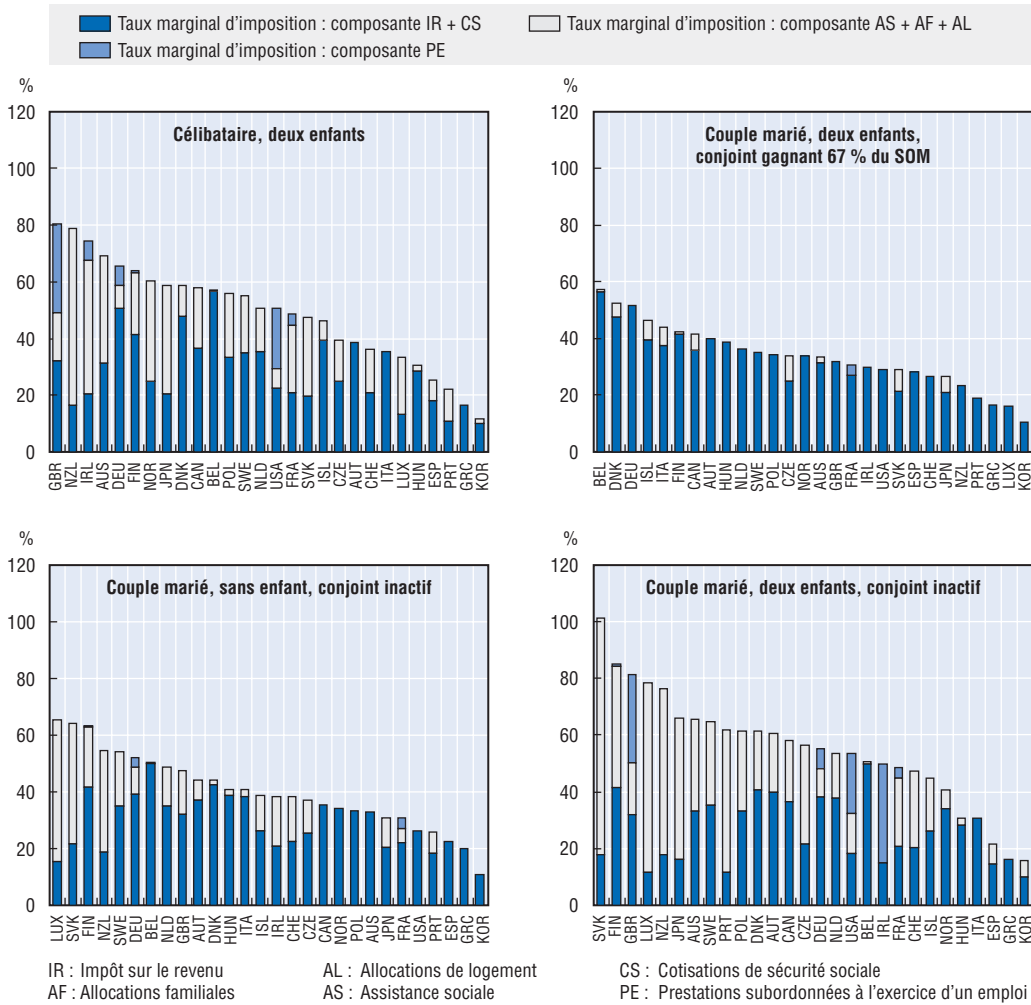 Taux marginal d'imposition : composante IR + CS
Taux marginal d'imposition : composante AS + AF + AL
Taux marginal d'imposition : composante PE
%
120
100
80
60
40
20
0
Célibataire, deux enfants
GBR NZL IRL AUS DEU FIN NOR JPN DNK CAN BEL POL SWE NLD USA FRA SVK ISL CZE AUT CHE ITA LUX HUN ESP PRT GRC KOR
%
120
100
80
60
40
20
0
Couple marié, deux enfants,
conjoint gagnant 67 % du SOM
BEL DNK DEU ISL ITA FIN CAN AUT HUN NLD SWE POL CZE NOR AUS GBR FRA IRL USA SVK ESP CHE JPN NZL PRT GRC LUX KOR
%
120
100
80
60
40
20
0
Couple marié, sans enfant, conjoint inactif
LUX SVK FIN NZL SWE DEU BEL NLD GBR AUT DNK HUN ITA ISL IRL CHE CZE CAN NOR POL AUS JPN USA FRA PRT ESP GRC KOR
%
120
100
80
60
40
20
0
Couple marié, deux enfants, conjoint inactif
SVK FIN GBR LUX NZL JPN AUS SWE PRT POL DNK AUT CAN CZE DEU NLD USA BEL IRL FRA CHE ISL NOR HUN ITA ESP GRC KOR
IR : Impôt sur le revenu
AL : Allocations de logement
CS : Cotisations de sécurité sociale
AF : Allocations familiales
AS : Assistance sociale
PE : Prestations subordonnées à l'exercice d'un emploi